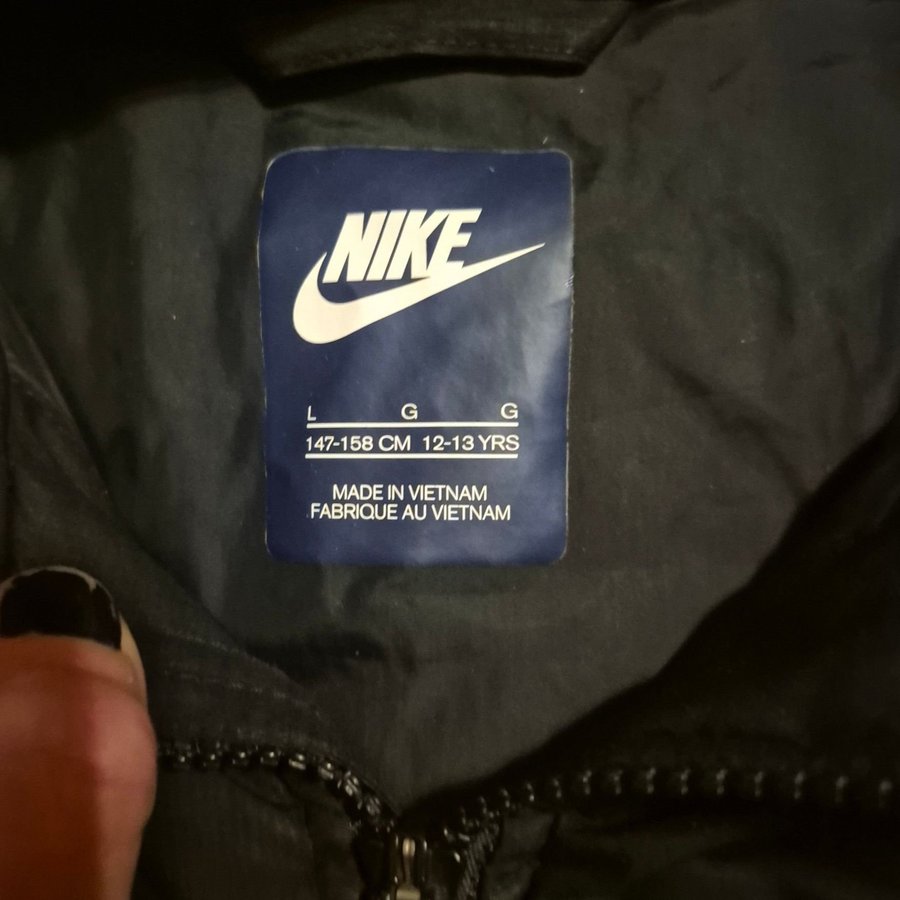 NIKE
L G G
147-158 CM 12-13 YRS
MADE IN VIETNAM
FABRIQUE AU VIETNAM